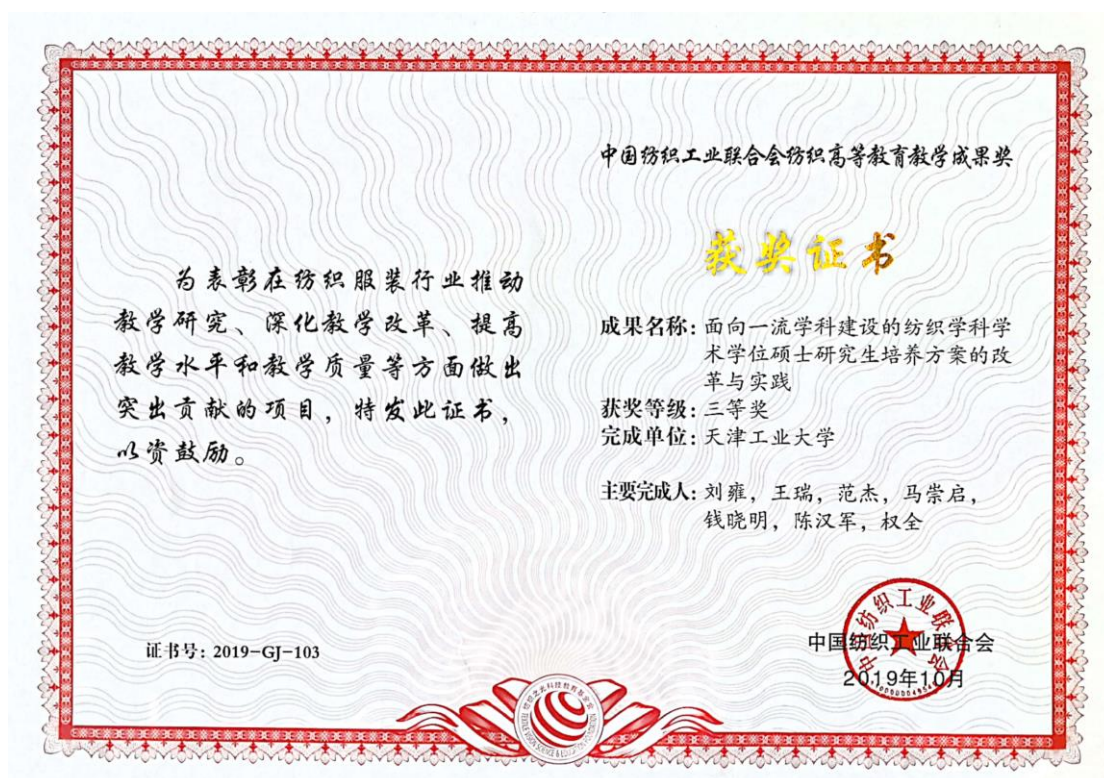 为表彰在纺织服装行业推动
教学研究、深化教学改革、提高
教学水平和教学质量等方面做出
突出贡献的项目，特发此证书，
以资鼓励。
证书号：2019-GJ-103
中国纺织工业联合会纺织高等教育教学成果奖
获奖证书
成果名称：面向一流学科建设的纺织学科学
术学位硕士研究生培养方案的改
革与实践
获奖等级：三等奖
完成单位：天津工业大学
主要完成人：刘雍，王瑞，范杰，马崇启，
钱晓明，陈汉军，权全
中国纺织工业联合会
中国纺织工业联合会
2019年10月